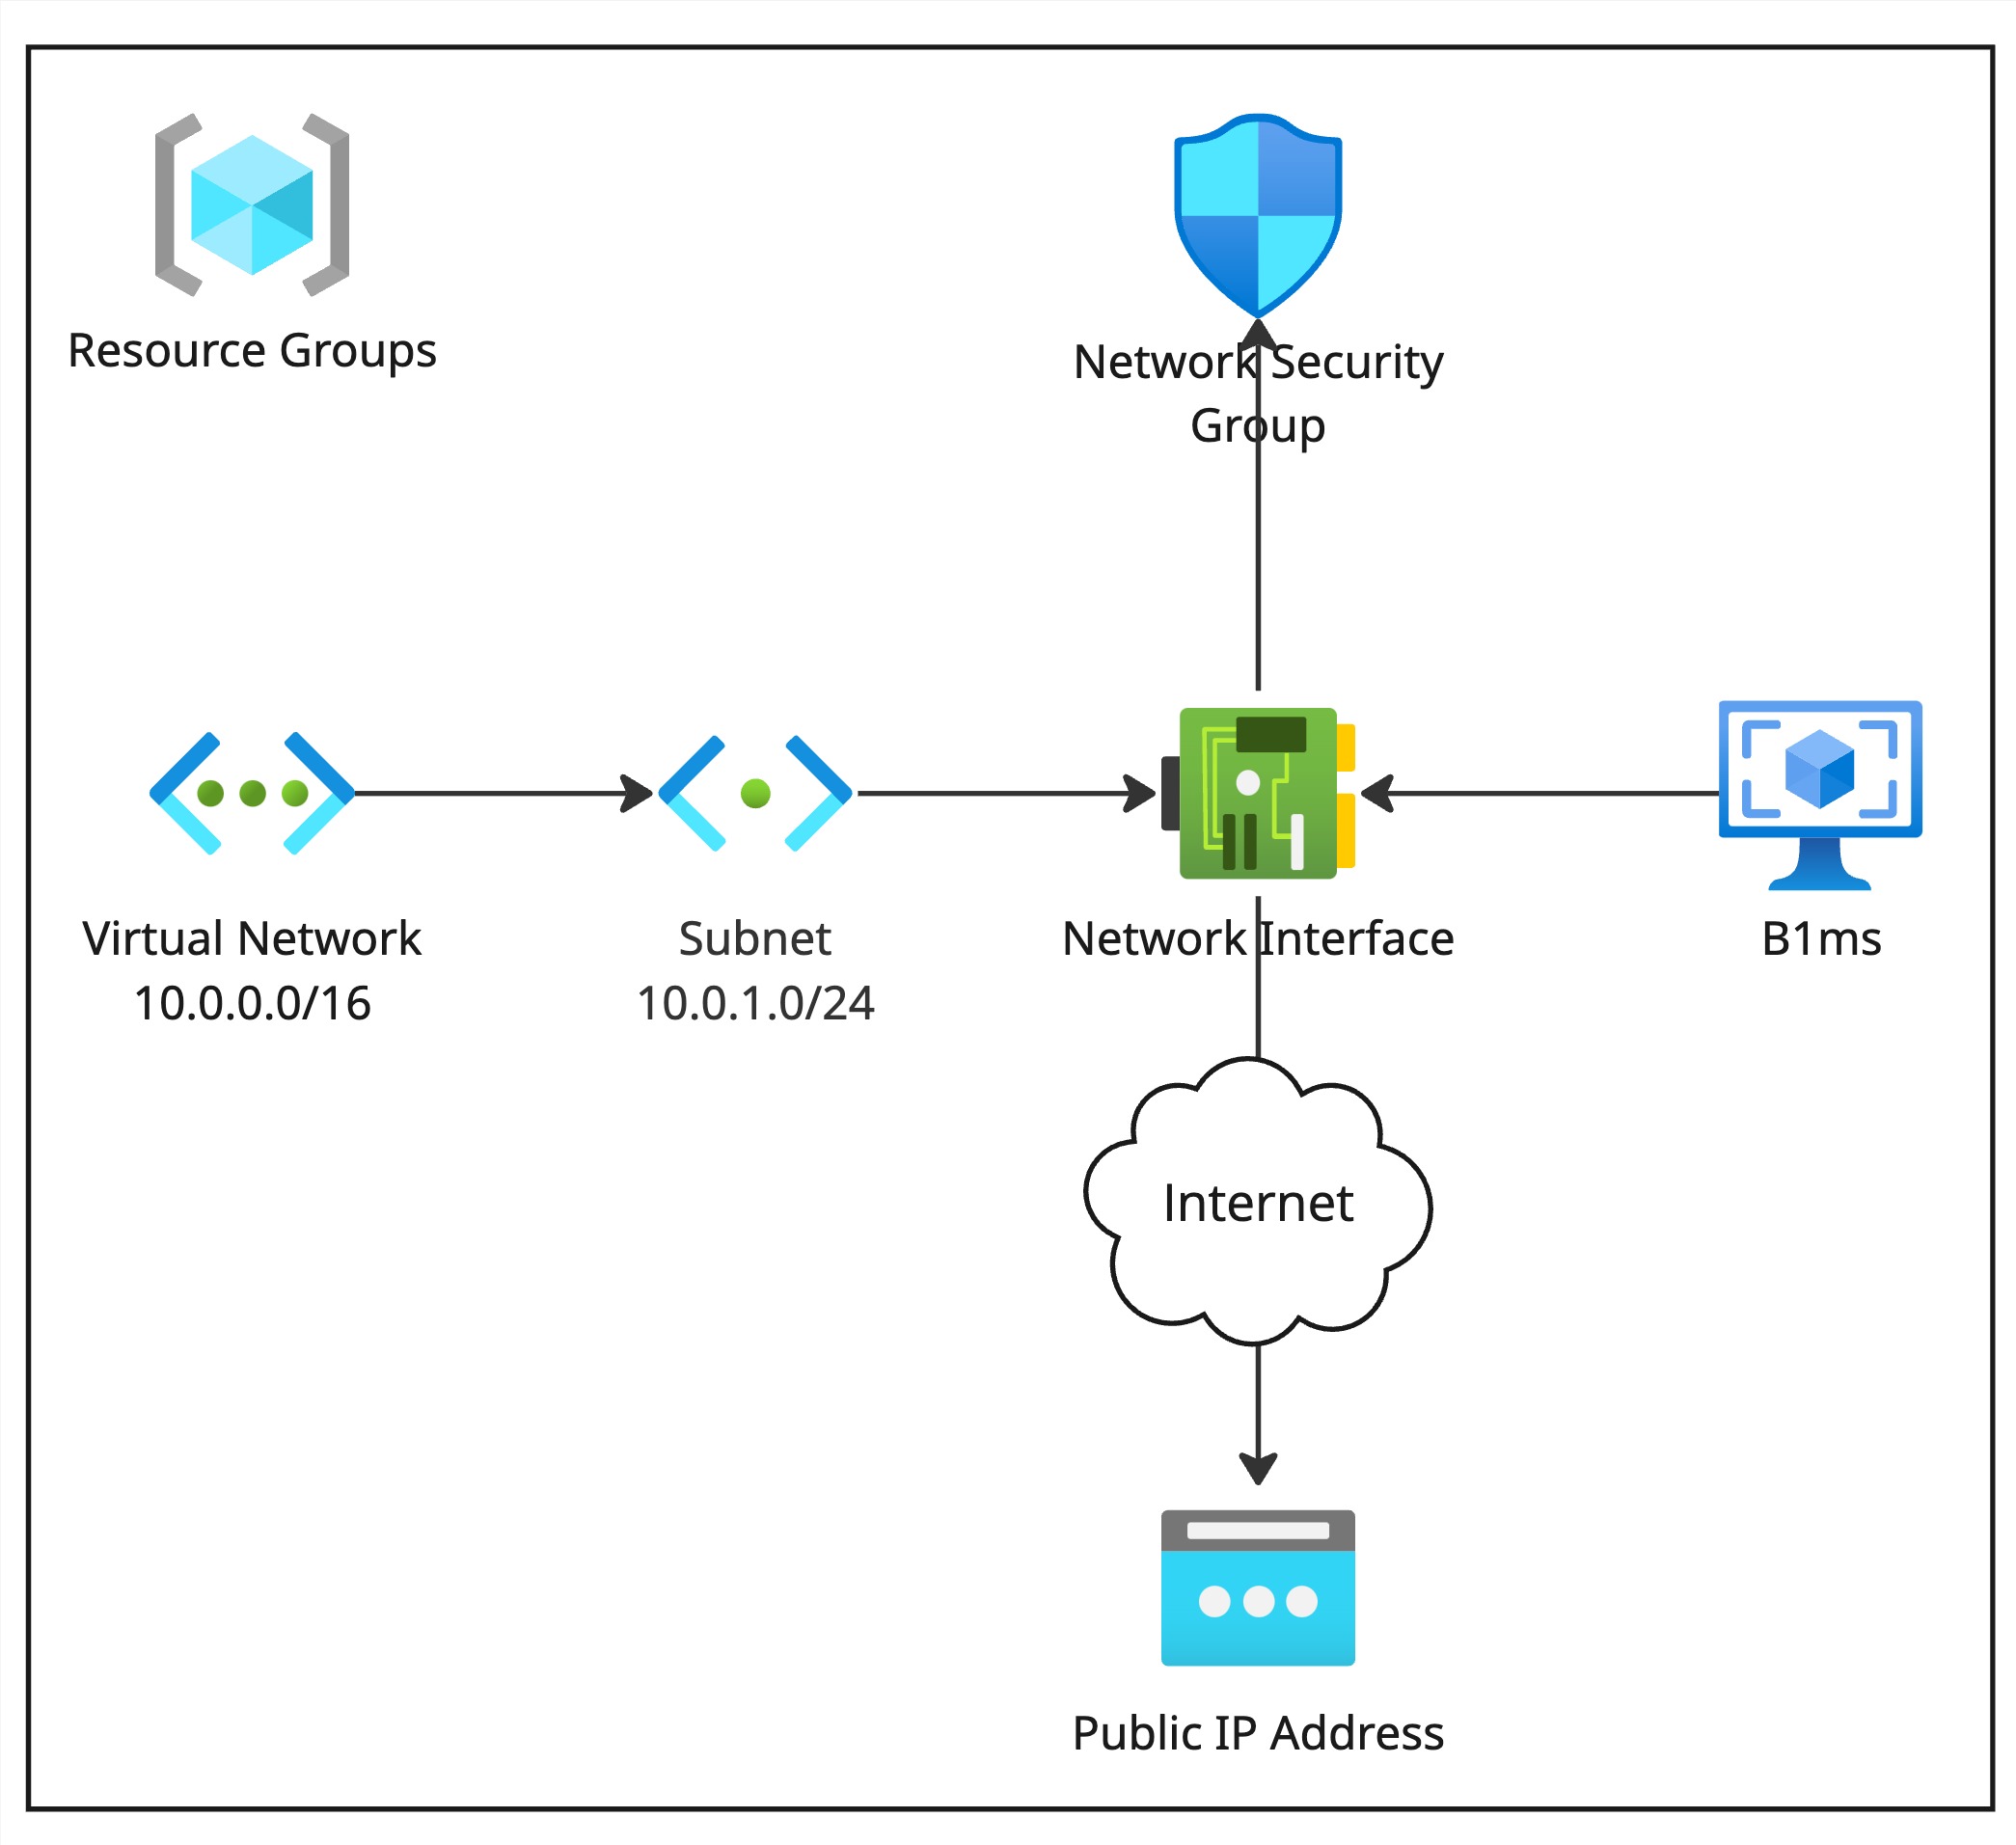 Resource Groups
Network Security
Group
Virtual Network
10.0.0.0/16
Subnet
10.0.1.0/24
Network Interface
B1ms
Internet
Public IP Address